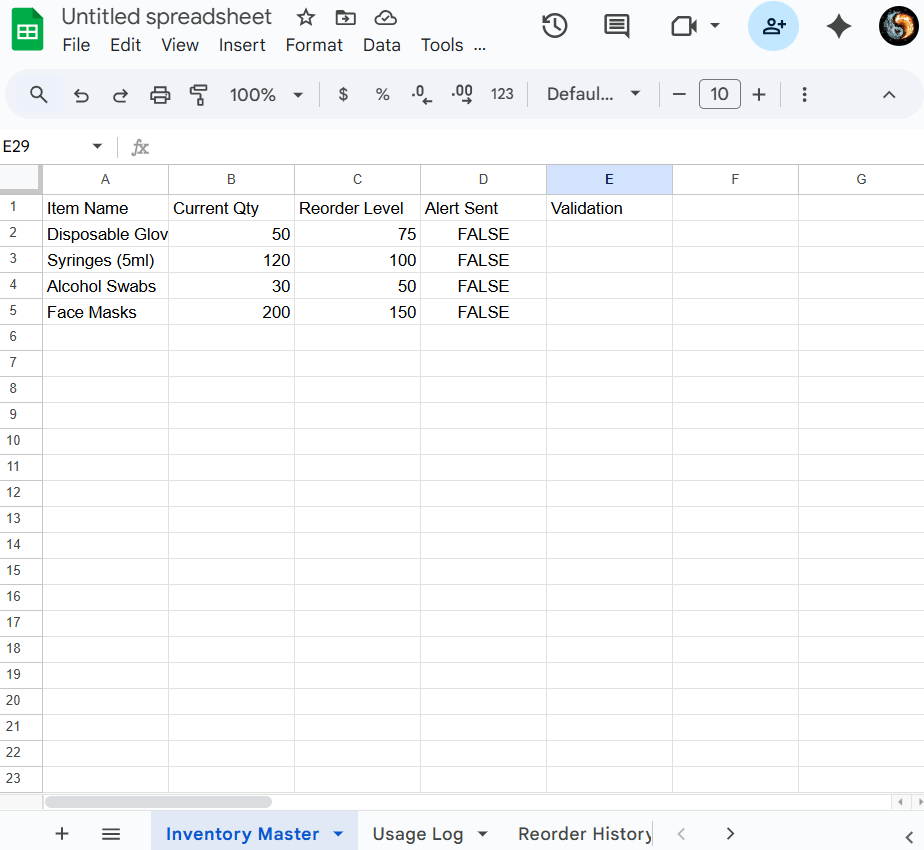 Untitled spreadsheet
File Edit View Insert Format Data Tools ...
100% $ % .0 .00 123 Defaul... 10
E29 fx
A B C D E F G
1 Item Name Current Qty Reorder Level Alert Sent Validation
2 Disposable Glov 50 75 FALSE
3 Syringes (5ml) 120 100 FALSE
4 Alcohol Swabs 30 50 FALSE
5 Face Masks 200 150 FALSE
6
7
8
9
10
11
12
13
14
15
16
17
18
19
20
21
22
23
Inventory Master Usage Log Reorder History